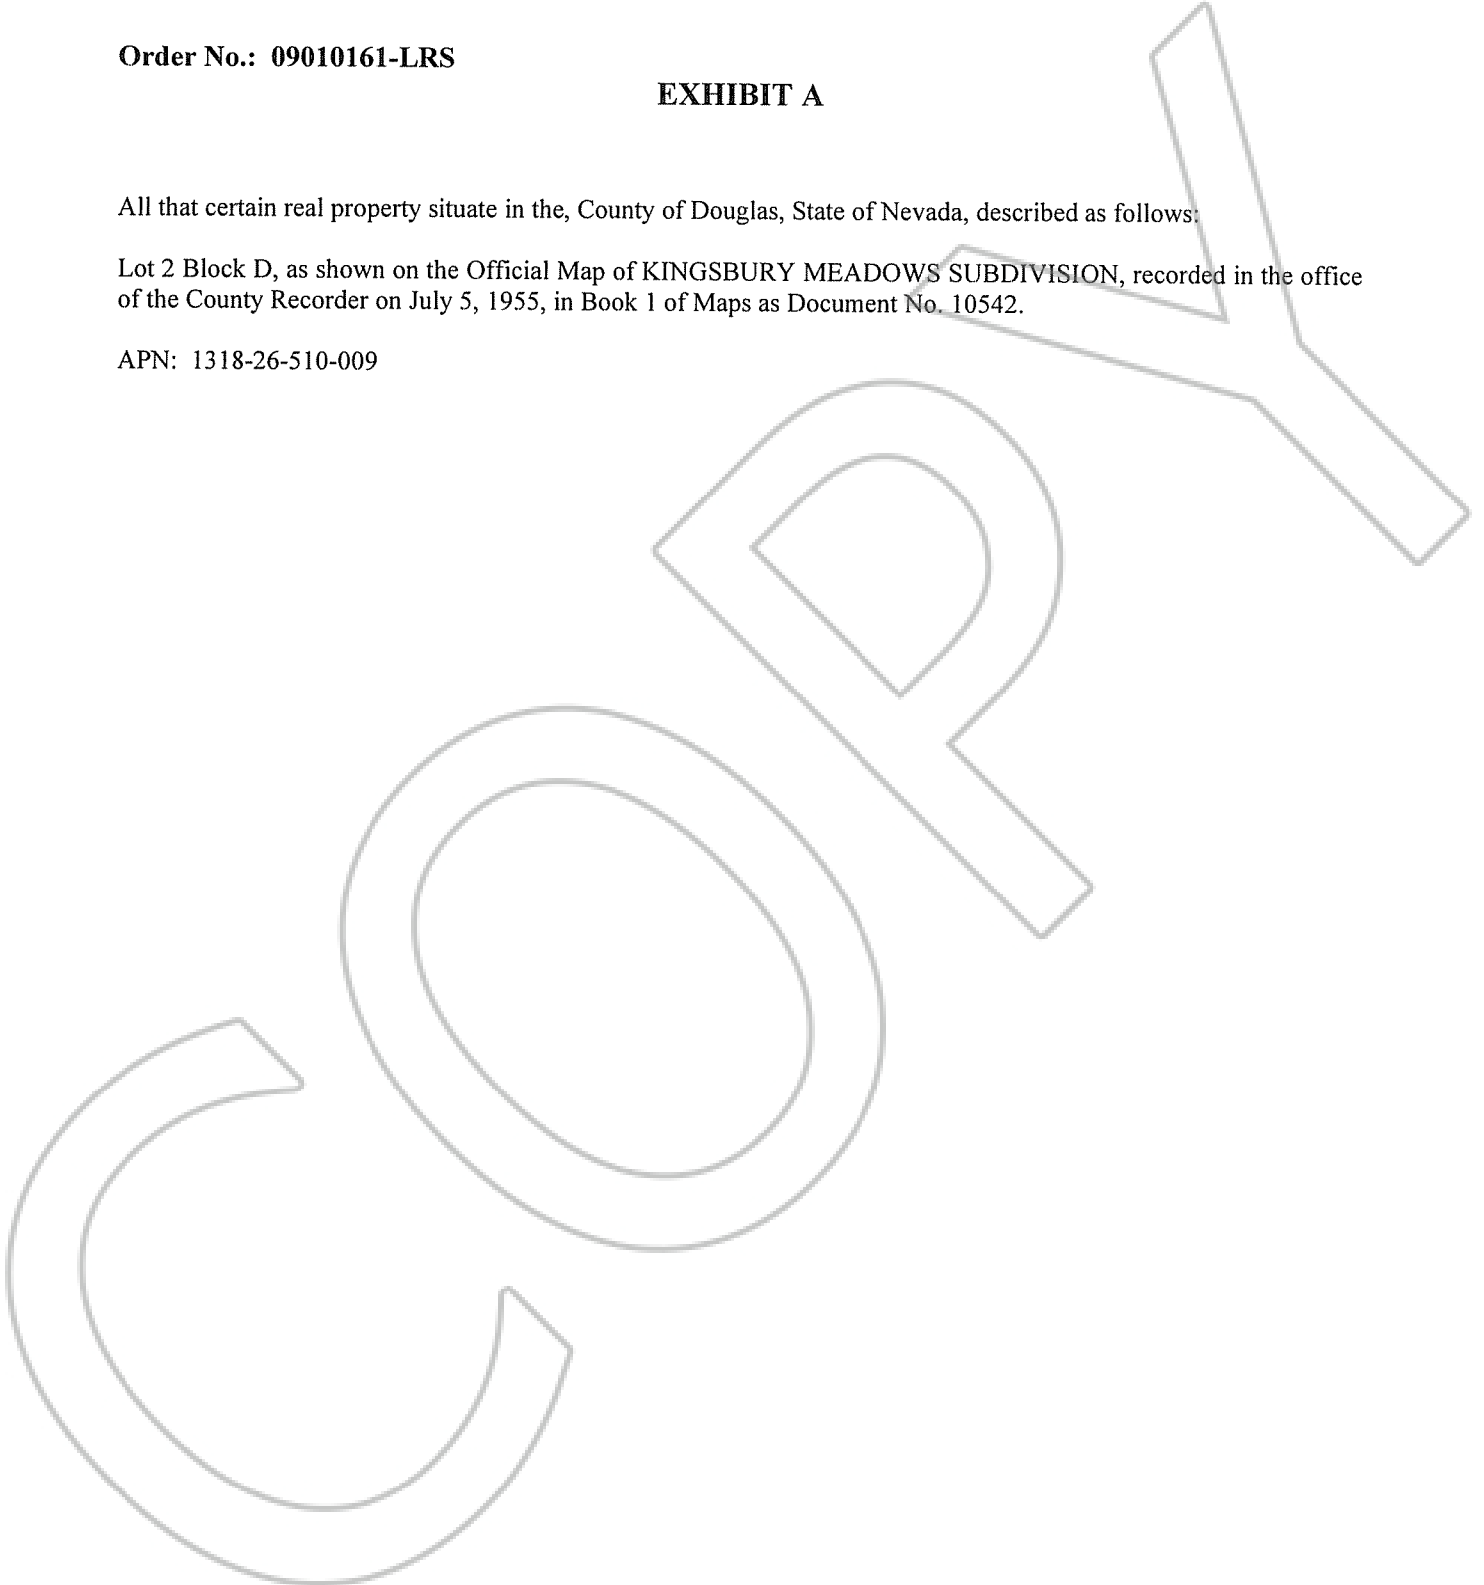 Order No.: 09010161-LRS
EXHIBIT A
All that certain real property situate in the, County of Douglas, State of Nevada, described as follows:
Lot 2 Block D, as shown on the Official Map of KINGSBURY MEADOWS SUBDIVISION, recorded in the office
of the County Recorder on July 5, 1955, in Book 1 of Maps as Document No. 10542.
APN: 1318-26-510-009
COPY